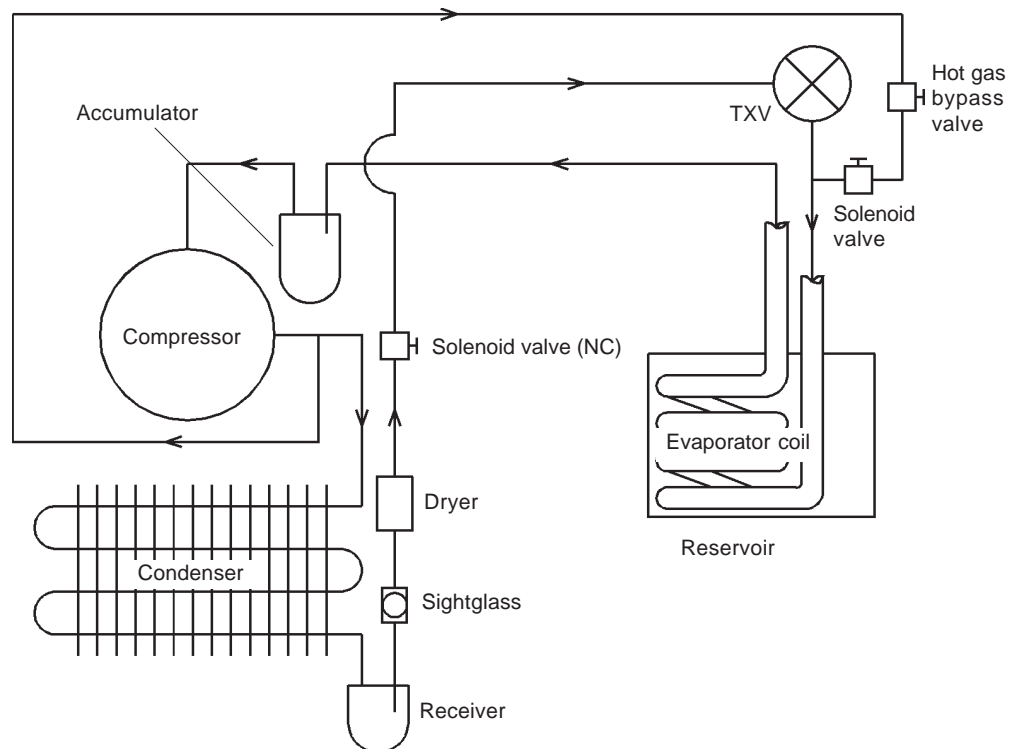 Hot gas
bypass
valve
TXV
Accumulator
Solenoid
valve
Compressor
Solenoid valve (NC)
Evaporator coil
Dryer
Reservoir
Condenser
Sightglass
Receiver